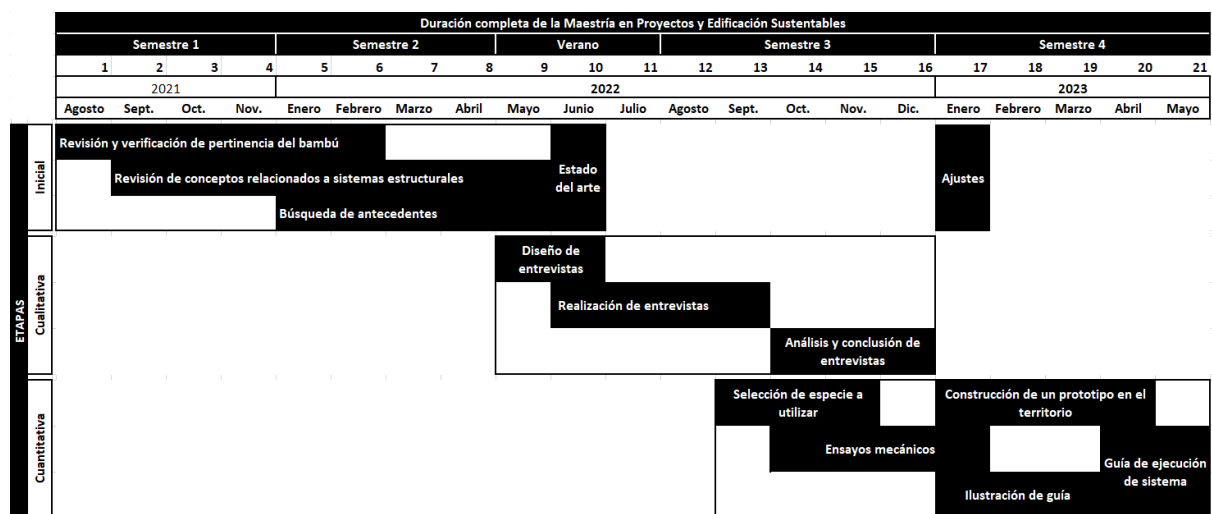 Duración completa de la Maestría en Proyectos y Edificación Sustentables
Semestre 1 Semestre 2 Verano Semestre 3 Semestre 4
1 2 3 4 5 6 7 8 9 10 11 12 13 14 15 16 17 18 19 20 21
2021 2022 2023
Agosto Sept. Oct. Nov. Enero Febrero Marzo Abril Mayo Junio Julio Agosto Sept. Oct. Nov. Dic. Enero Febrero Marzo Abril Mayo
ETAPAS
Inicial
Revisión y verificación de pertinencia del bambú
Revisión de conceptos relacionados a sistemas estructurales
Búsqueda de antecedentes
Estado
del arte
Ajustes
Cualitativa
Diseño de
entrevistas
Realización de entrevistas
Análisis y conclusión de
entrevistas
Cuantitativa
Selección de especie a
utilizar
Construcción de un prototipo en el
territorio
Ensayos mecánicos
Guía de ejecución
de sistema
Ilustración de guía